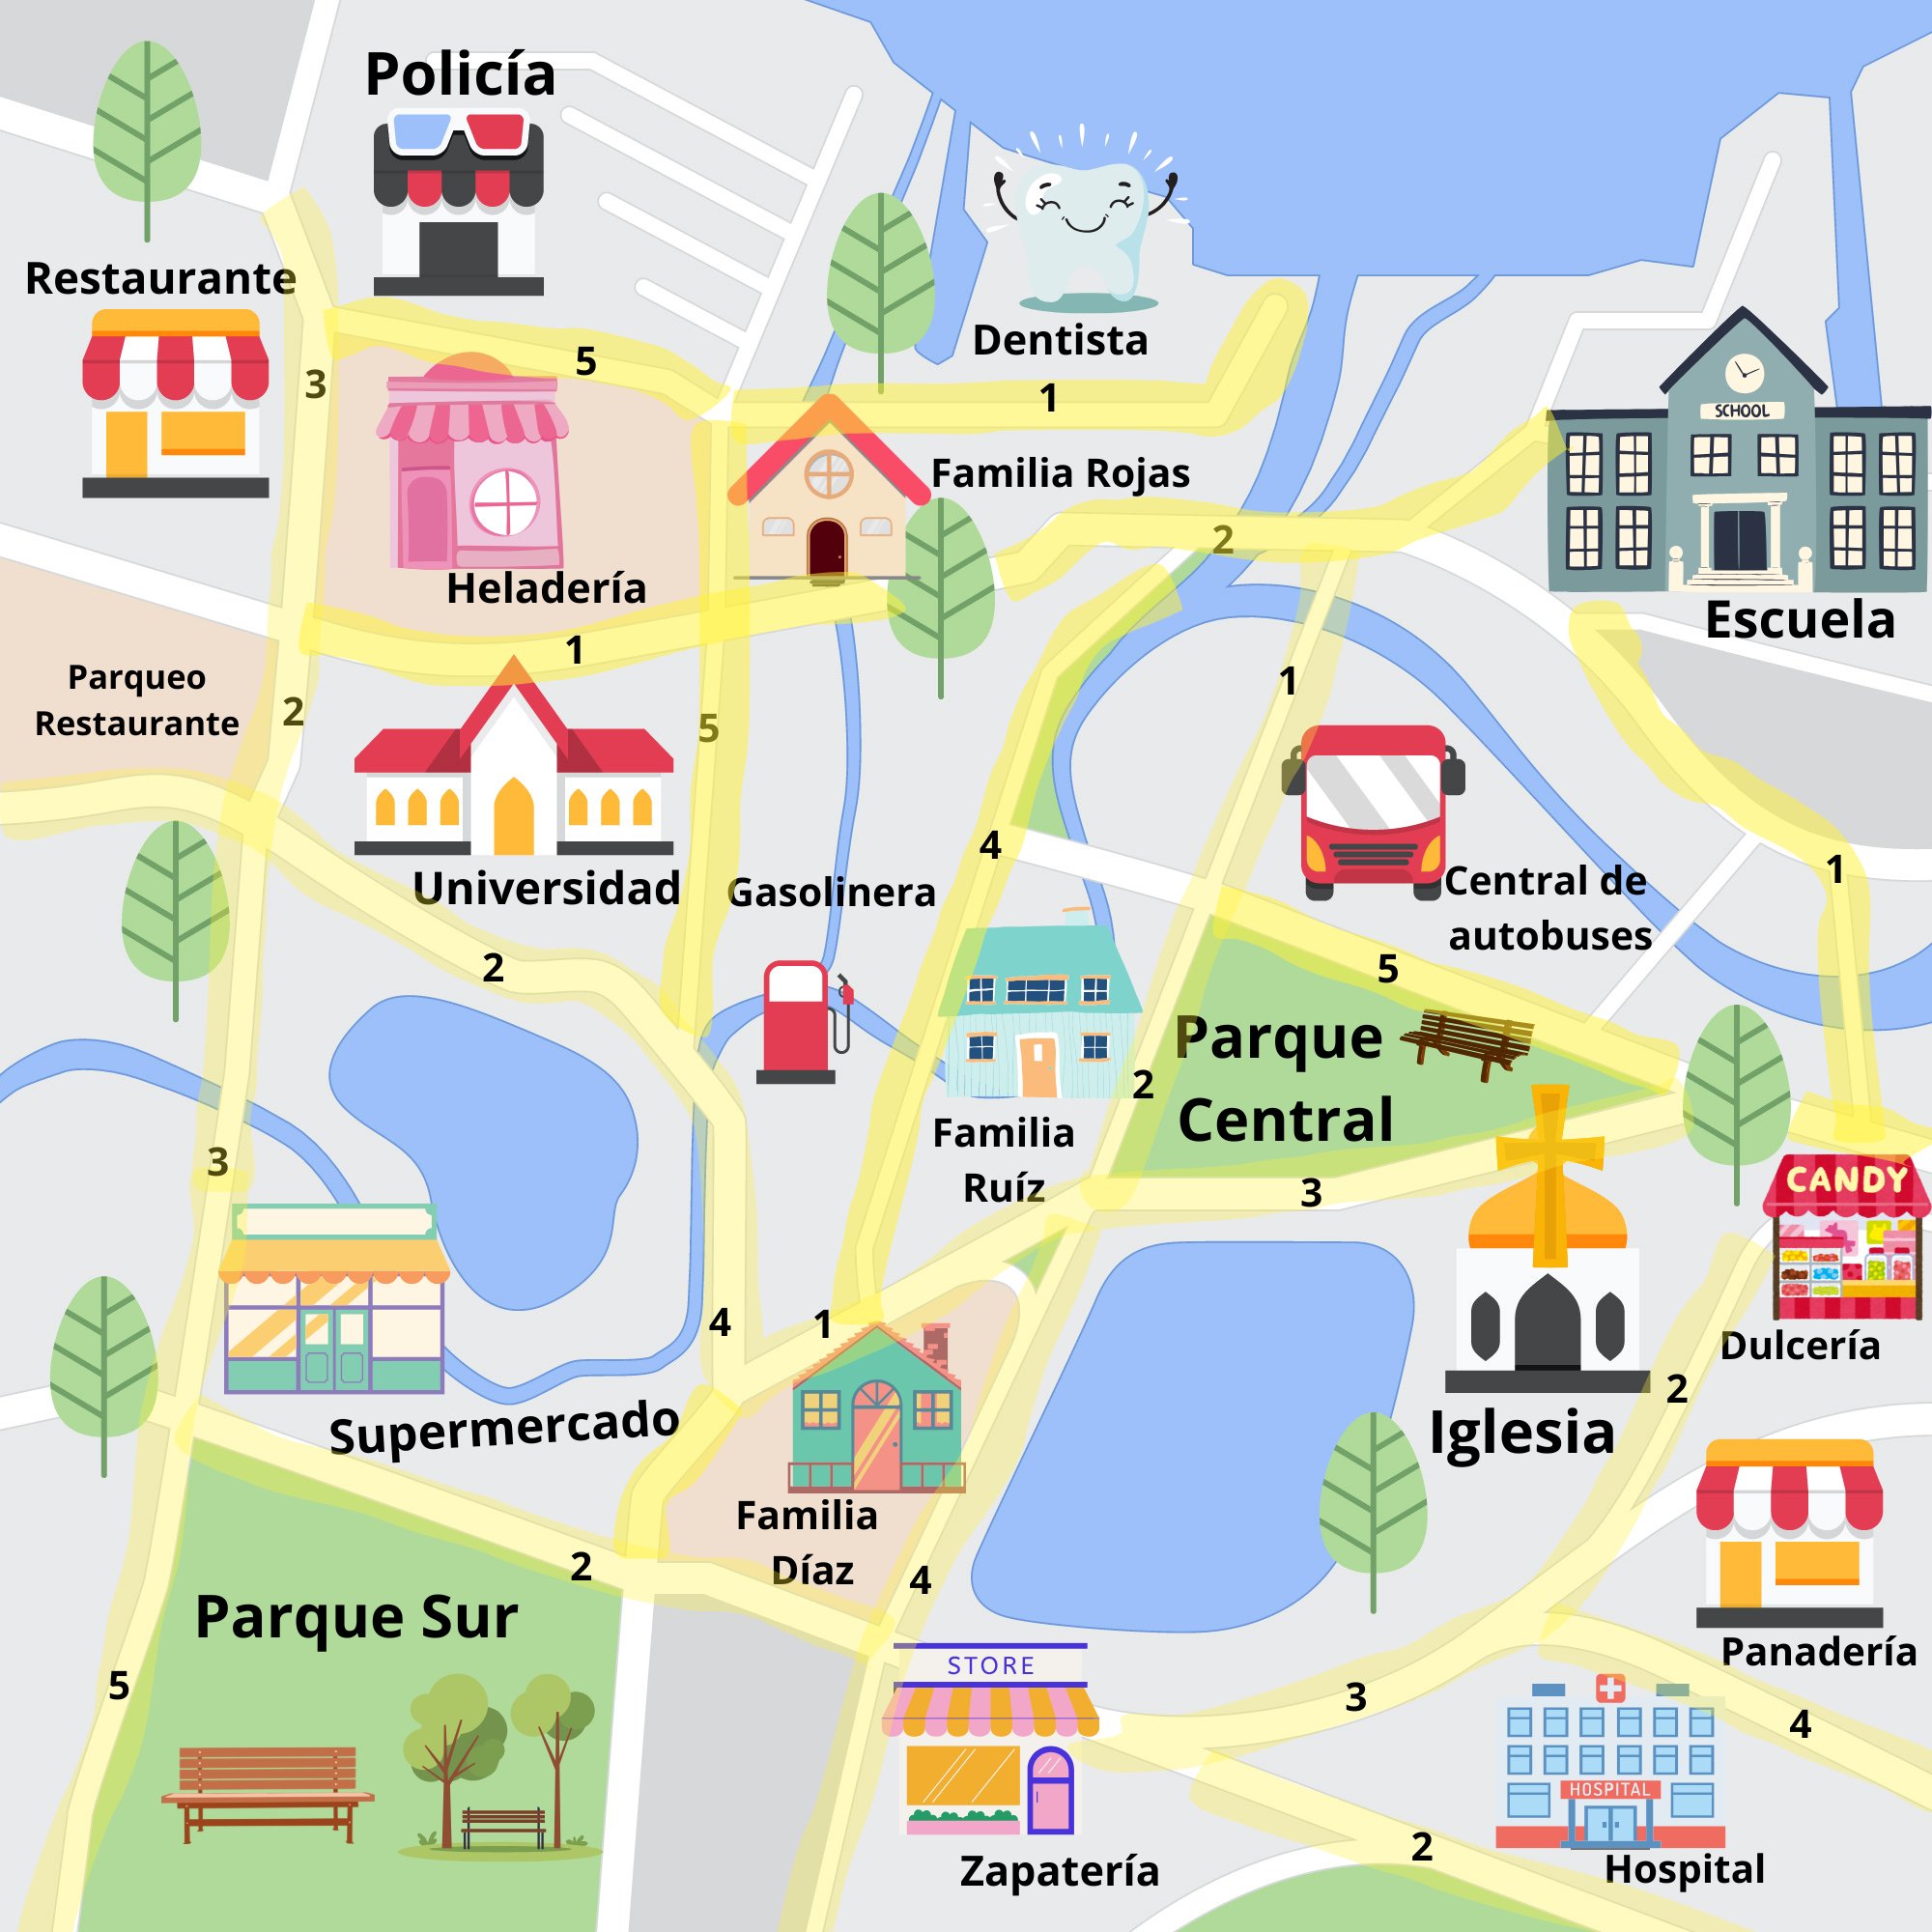 Policía
Restaurante
5
3
Dentista
1
SCHOOL
Familia Rojas
2
Heladería
Escuela
1
Parqueo
Restaurante
2
5
1
4
Universidad
Gasolinera
Central de
autobuses
1
2
5
Parque
Central
2
Familia
Ruíz
3
3
CANDY
4
1
Dulcería
2
Supermercado
Iglesia
Familia
Díaz
2
4
Parque Sur
5
STORE
Panadería
3
4
HOSPITAL
2
Zapatería
Hospital